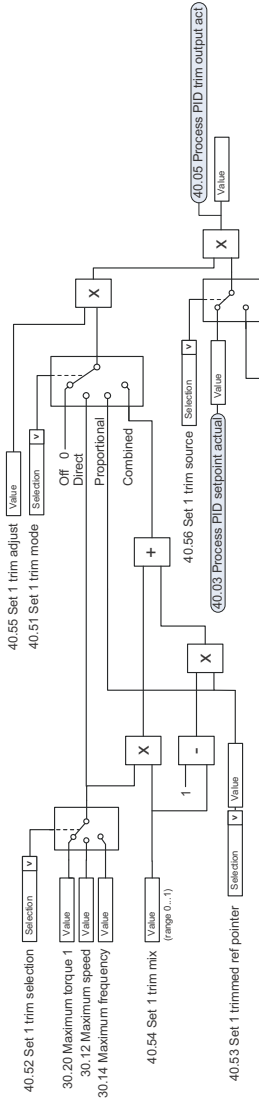 40.52 Set 1 trim selection
Selection v
30.20 Maximum torque 1 Value
30.12 Maximum speed Value
30.14 Maximum frequency Value
40.54 Set 1 trim mix Value
(range 0...1)
40.53 Set 1 trimmed ref pointer
Selection v Value
1
-
X
X
+
40.55 Set 1 trim adjust Value
40.51 Set 1 trim mode Selection v
Off 0
Direct
Proportional
Combined
X
40.56 Set 1 trim source Selection v
Value
40.03 Process PID setpoint actual
X
Value
40.05 Process PID trim output act